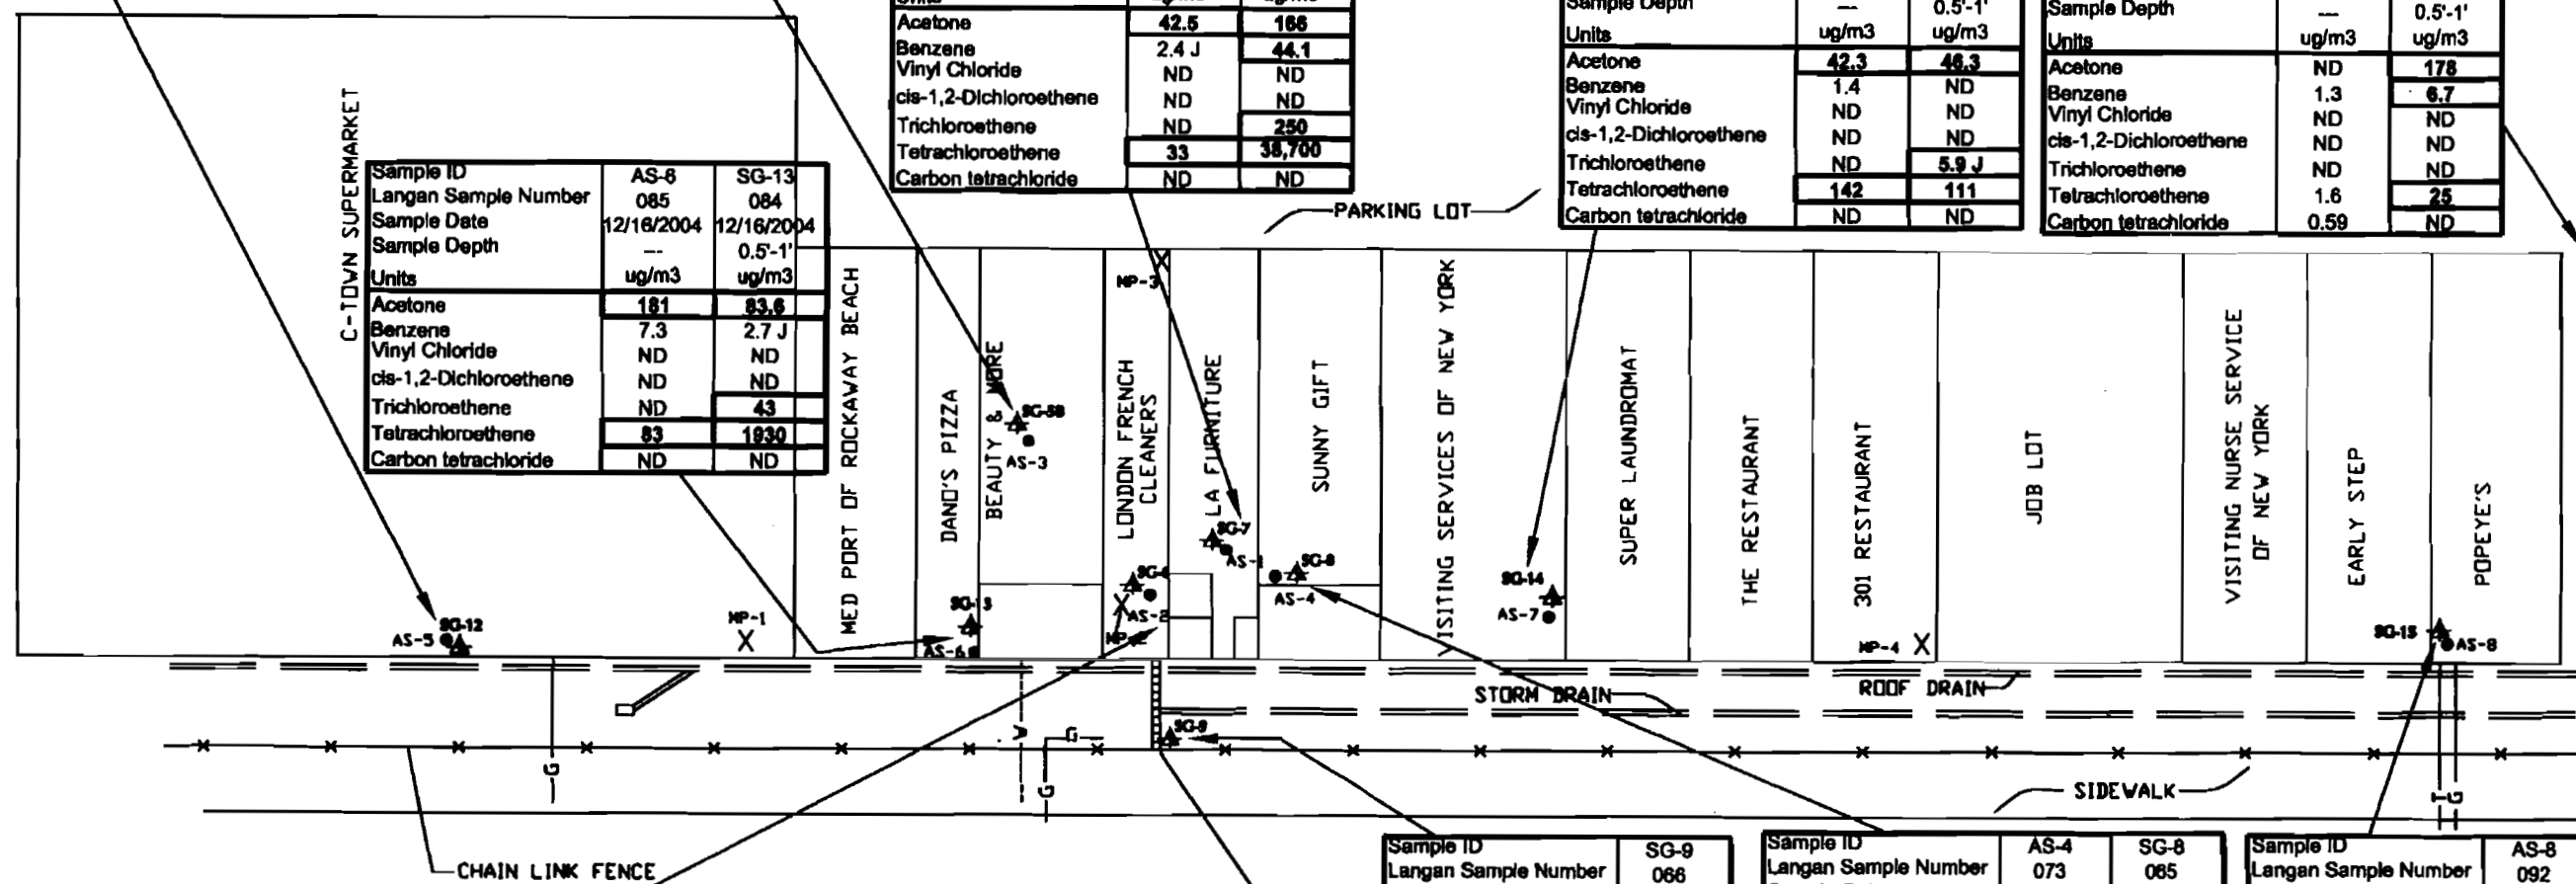 Acetone 42.5 166
Benzene 2.4 J 44.1
Vinyl Chloride ND ND
cis-1,2-Dichloroethene ND ND
Trichloroethene ND 250
Tetrachloroethene 33 38,700
Carbon tetrachloride ND ND
Sample Depth --- 0.5'-1'
Units ug/m3 ug/m3
Acetone 42.3 46.3
Benzene 1.4 ND
Vinyl Chloride ND ND
cis-1,2-Dichloroethene ND ND
Trichloroethene ND 5.9 J
Tetrachloroethene 142 111
Carbon tetrachloride ND ND
Sample Depth --- 0.5'-1'
Units ug/m3 ug/m3
Acetone ND 178
Benzene 1.3 6.7
Vinyl Chloride ND ND
cis-1,2-Dichloroethene ND ND
Trichloroethene ND ND
Tetrachloroethene 1.6 25
Carbon tetrachloride 0.59 ND
C-TOWN SUPERMARKET
Sample ID AS-6 SG-13
Langan Sample Number 085 084
Sample Date 12/16/2004 12/16/2004
Sample Depth --- 0.5'-1'
Units ug/m3 ug/m3
Acetone 181 83.6
Benzene 7.3 2.7 J
Vinyl Chloride ND ND
cis-1,2-Dichloroethene ND ND
Trichloroethene ND 43
Tetrachloroethene 83 1930
Carbon tetrachloride ND ND
PARKING LOT
MED PORT OF ROCKAWAY BEACH
DANO'S PIZZA
BEAUTY & MORE
LONDON FRENCH
CLEANERS
LA FURNITURE
SUNNY GIFT
VISITING SERVICES OF NEW YORK
SUPER LAUNDROMAT
THE RESTAURANT
301 RESTAURANT
JOB LOT
VISITING NURSE SERVICE
OF NEW YORK
EARLY STEP
POPEYE'S
MP-3
SG-5B
AS-3
SG-7
AS-1
SG-6
AS-2
MP-2
SG-8
AS-4
SG-14
AS-7
SG-12
AS-5
MP-1
SG-13
AS-6
MP-4
SG-15
AS-8
STORM DRAIN
ROOF DRAIN
SG-9
G
G
G
T
G
SIDEWALK
CHAIN LINK FENCE
Sample ID SG-9
Langan Sample Number 066
Sample ID AS-4 SG-8
Langan Sample Number 073 065
Sample ID AS-8
Langan Sample Number 092